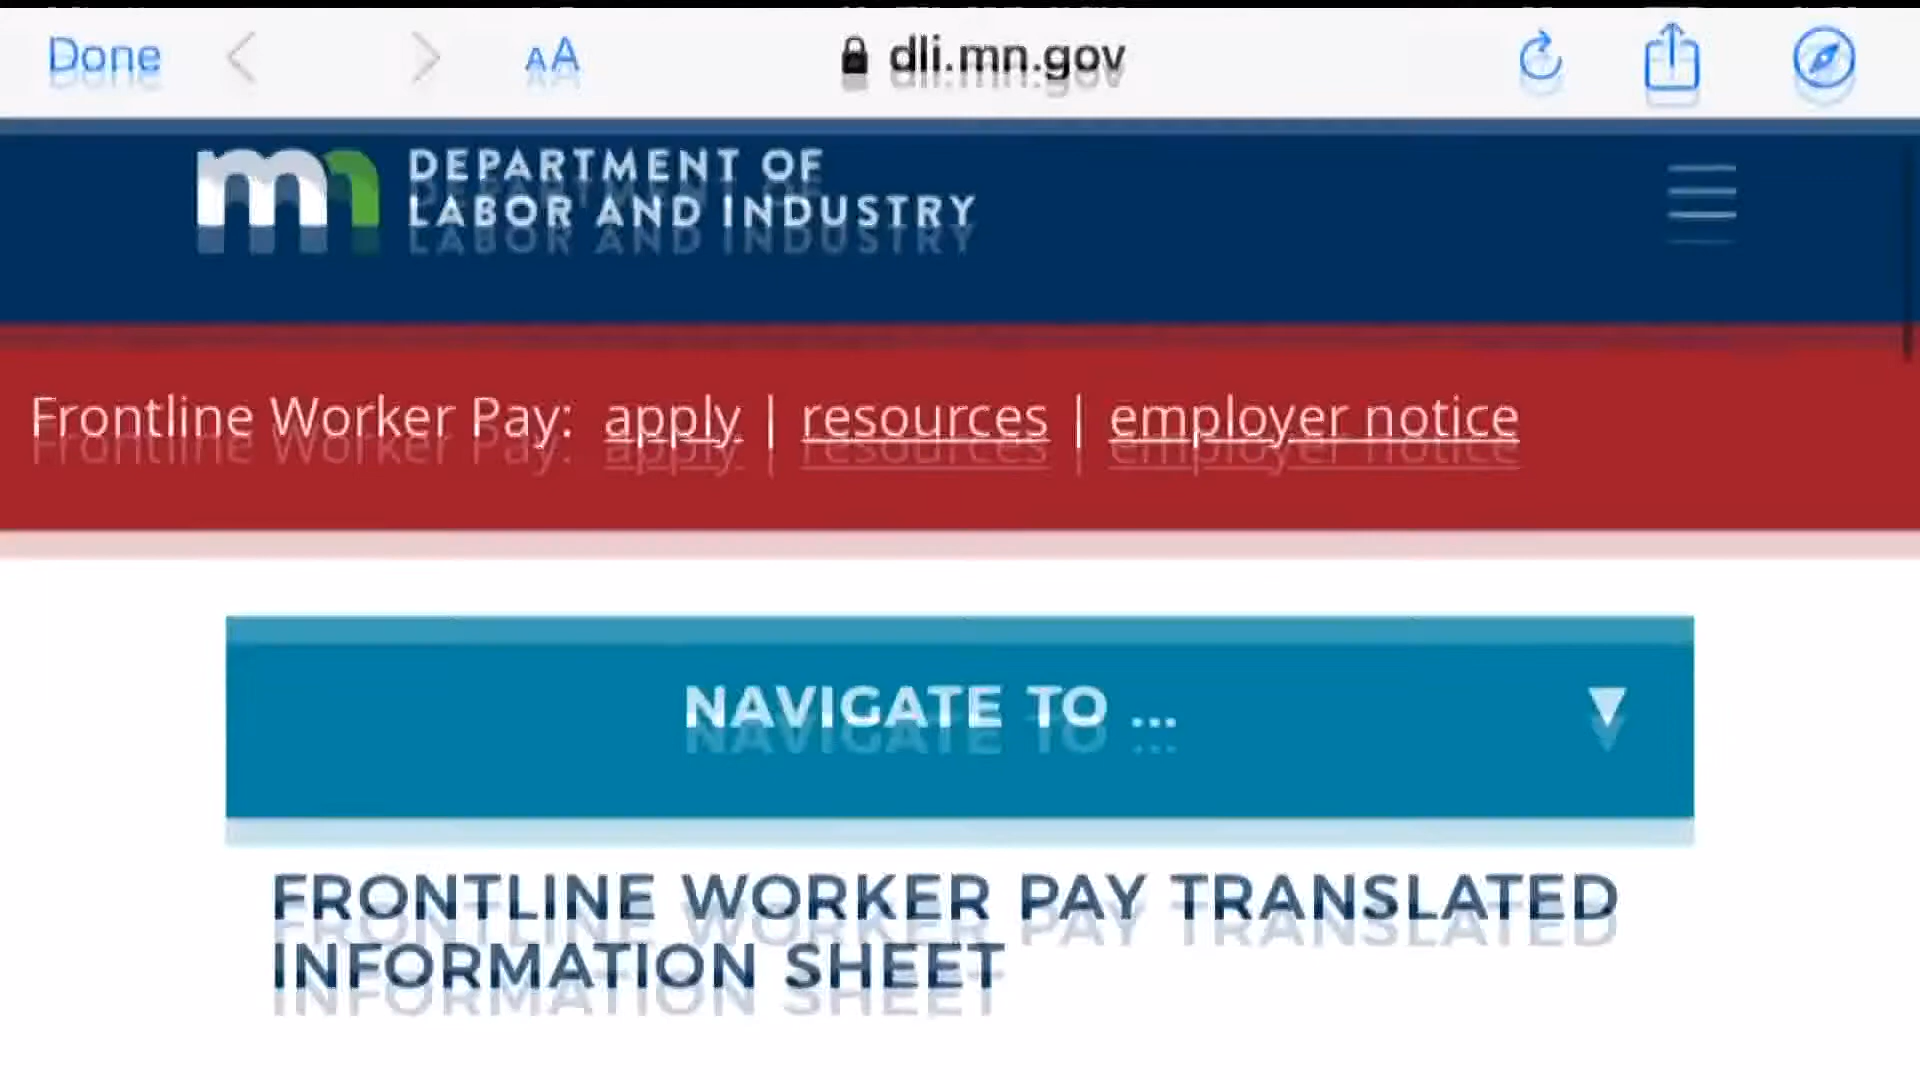 Done AA dli.mn.gov
mn DEPARTMENT OF
LABOR AND INDUSTRY
Frontline Worker Pay: apply | resources | employer notice
NAVIGATE TO ...
FRONTLINE WORKER PAY TRANSLATED
INFORMATION SHEET